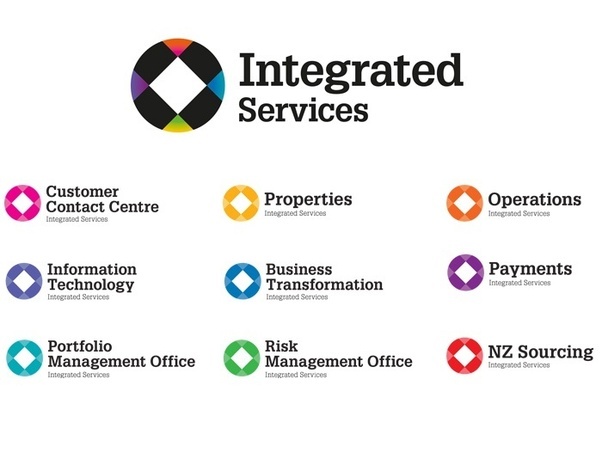 Integrated
Services
Customer
Contact Centre
Integrated Services
Properties
Integrated Services
Operations
Integrated Services
Information
Technology
Integrated Services
Business
Transformation
Integrated Services
Payments
Integrated Services
Portfolio
Management Office
Integrated Services
Risk
Management Office
Integrated Services
NZ Sourcing
Integrated Services